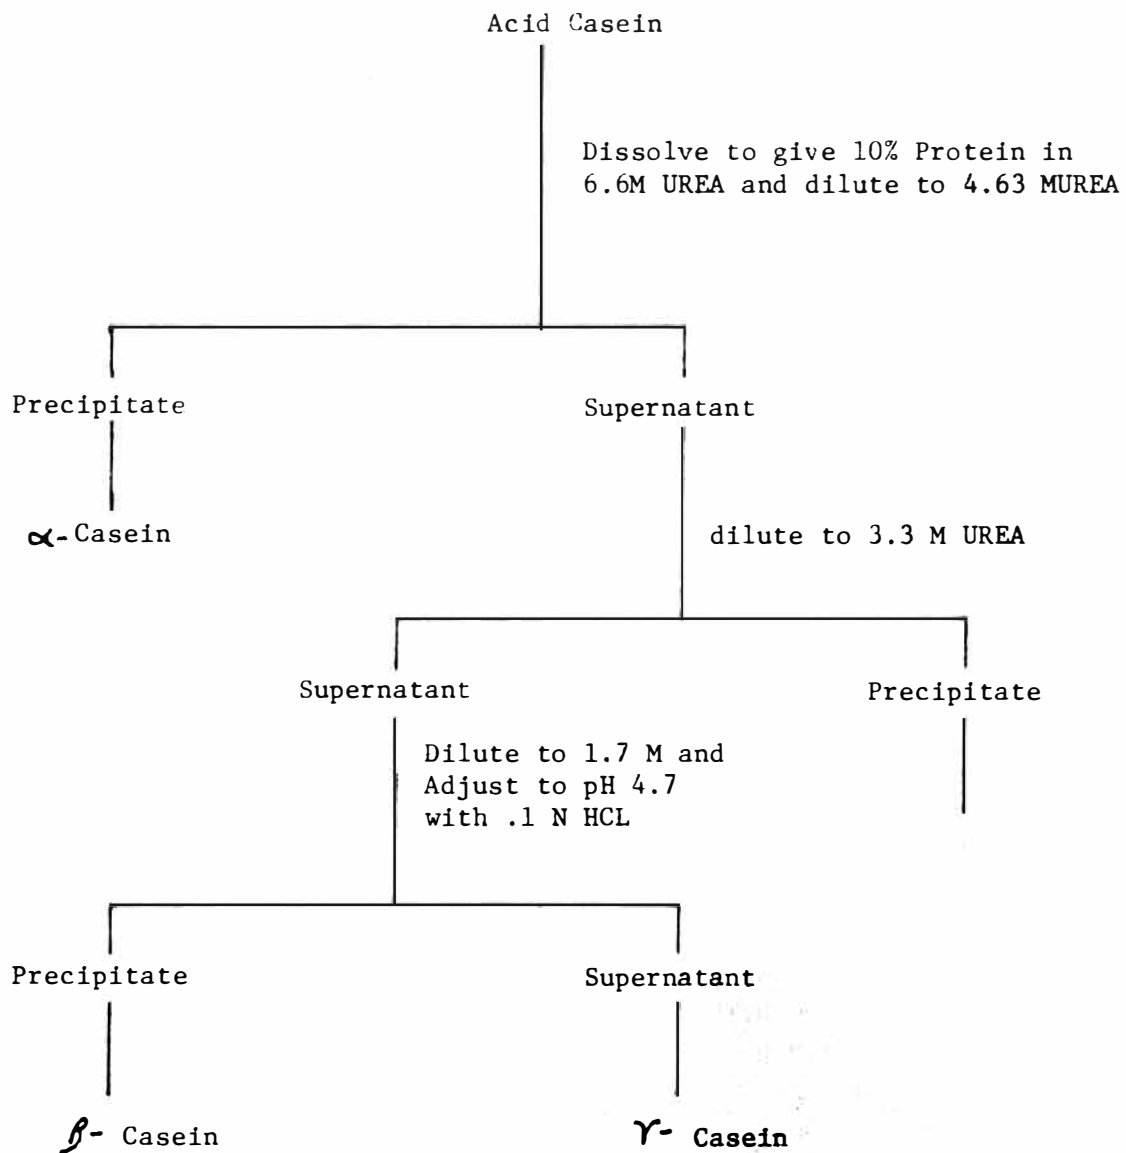 Acid Casein
Dissolve to give 10% Protein in
6.6M UREA and dilute to 4.63 MUREA
Precipitate
Supernatant
α- Casein
dilute to 3.3 M UREA
Supernatant
Precipitate
Dilute to 1.7 M and
Adjust to pH 4.7
with .1 N HCL
Precipitate
Supernatant
β- Casein
γ- Casein